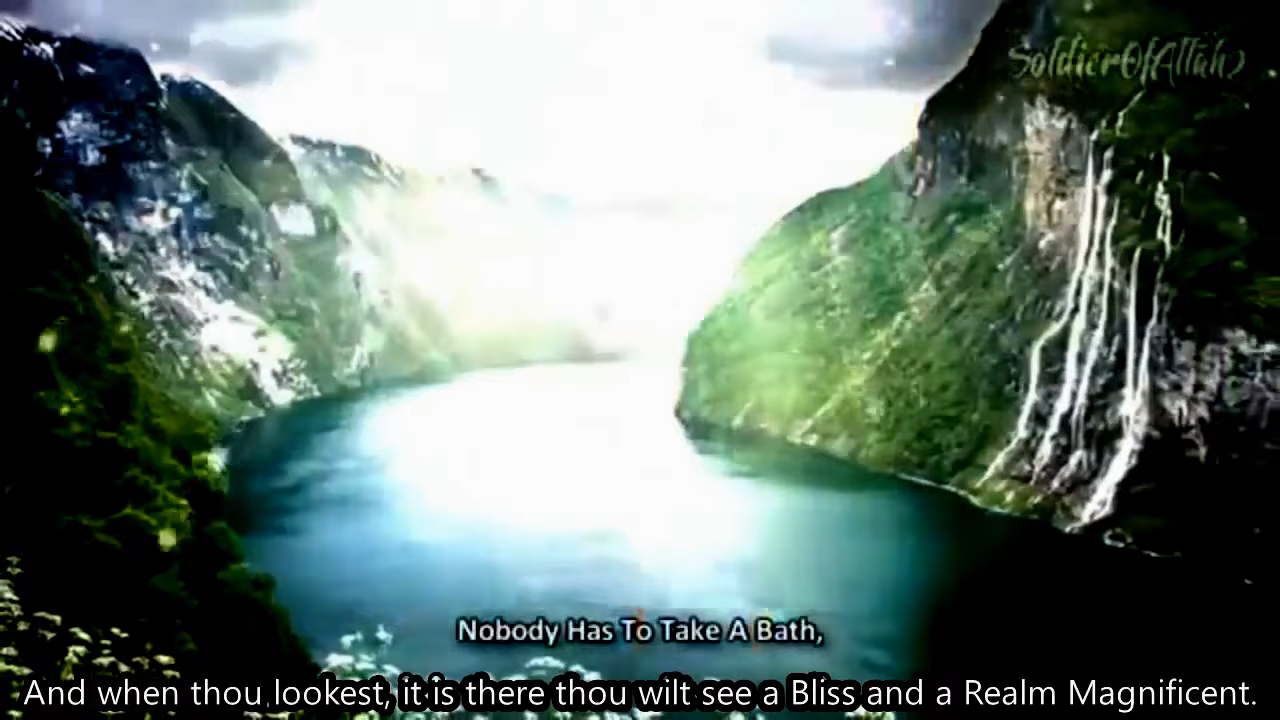 SoldierOfAllah2
Nobody Has To Take A Bath,
And when thou lookest, it is there thou wilt see a Bliss and a Realm Magnificent.